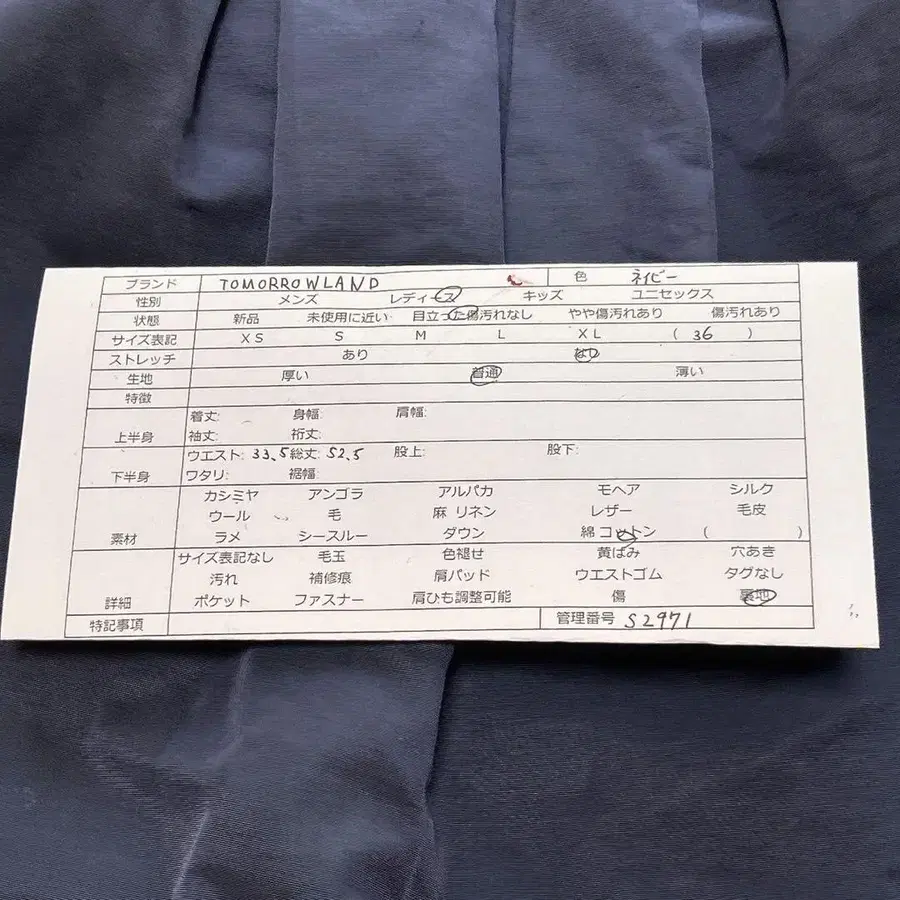 ブランド TOMORROWLAND 色 ネイビー
性別 メンズ レディース キッズ ユニセックス
状態 新品 未使用に近い 目立った傷汚れなし やや傷汚れあり 傷汚れあり
サイズ表記 XS S M L XL ( 36 )
ストレッチ あり なし
生地 厚い 普通 薄い
特徴
上半身 着丈: 身幅: 肩幅:
袖丈: 裄丈:
下半身 ウエスト: 33.5 総丈: 52.5 股上: 股下:
ワタリ: 裾幅:
素材 カシミヤ アンゴラ アルパカ モヘア シルク
ウール 毛 麻 リネン レザー 毛皮
ラメ シースルー ダウン 綿 コットン ( )
詳細 サイズ表記なし 毛玉 色褪せ 黄ばみ 穴あき
汚れ 補修痕 肩パッド ウエストゴム タグなし
ポケット ファスナー 肩ひも調整可能 傷 裏地
特記事項 管理番号 S2971